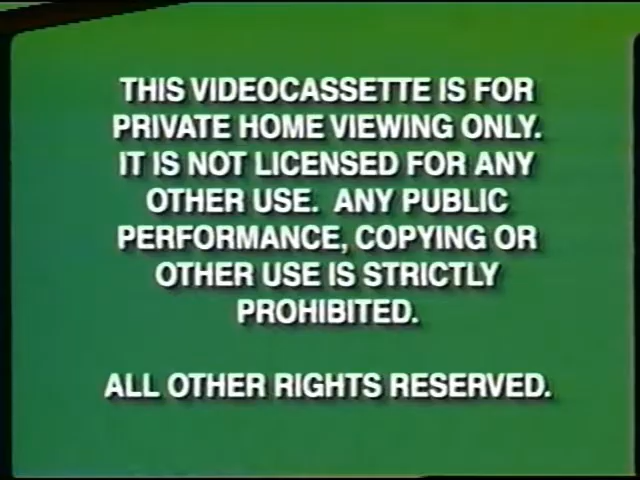 THIS VIDEOCASSETTE IS FOR
PRIVATE HOME VIEWING ONLY.
IT IS NOT LICENSED FOR ANY
OTHER USE.  ANY PUBLIC
PERFORMANCE, COPYING OR
OTHER USE IS STRICTLY
PROHIBITED.
ALL OTHER RIGHTS RESERVED.